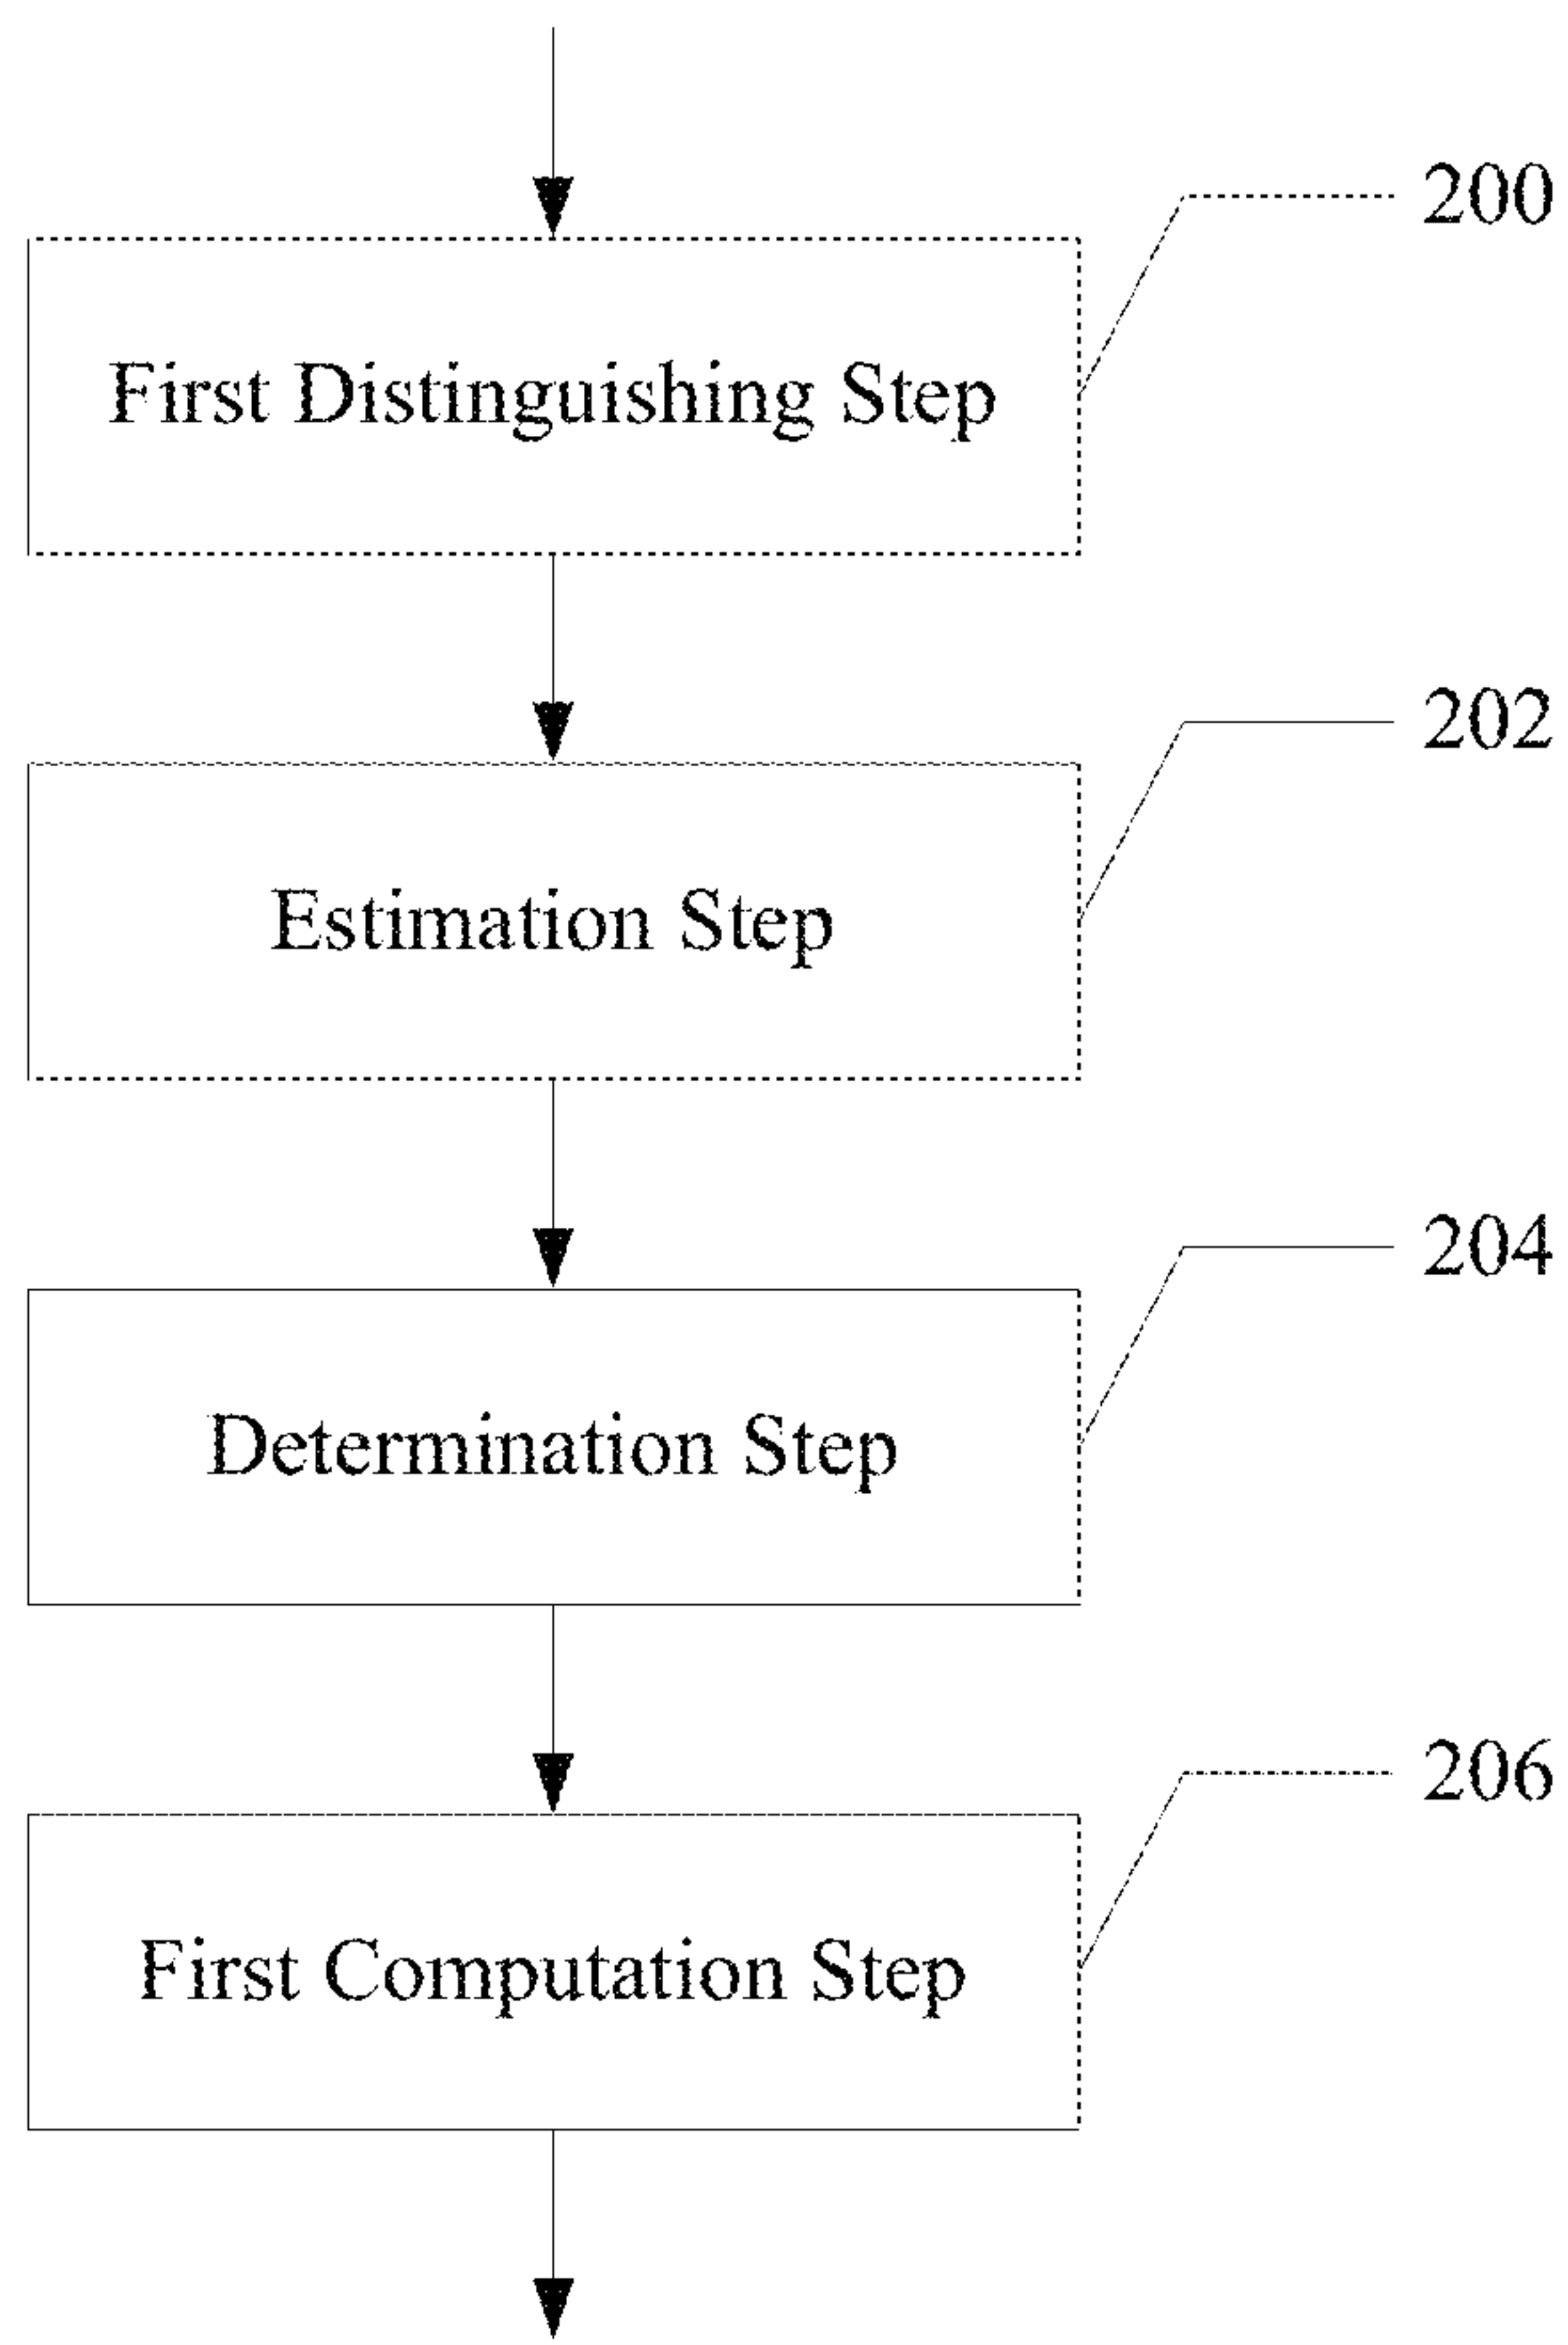 200
First Distinguishing Step
202
Estimation Step
204
Determination Step
206
First Computation Step